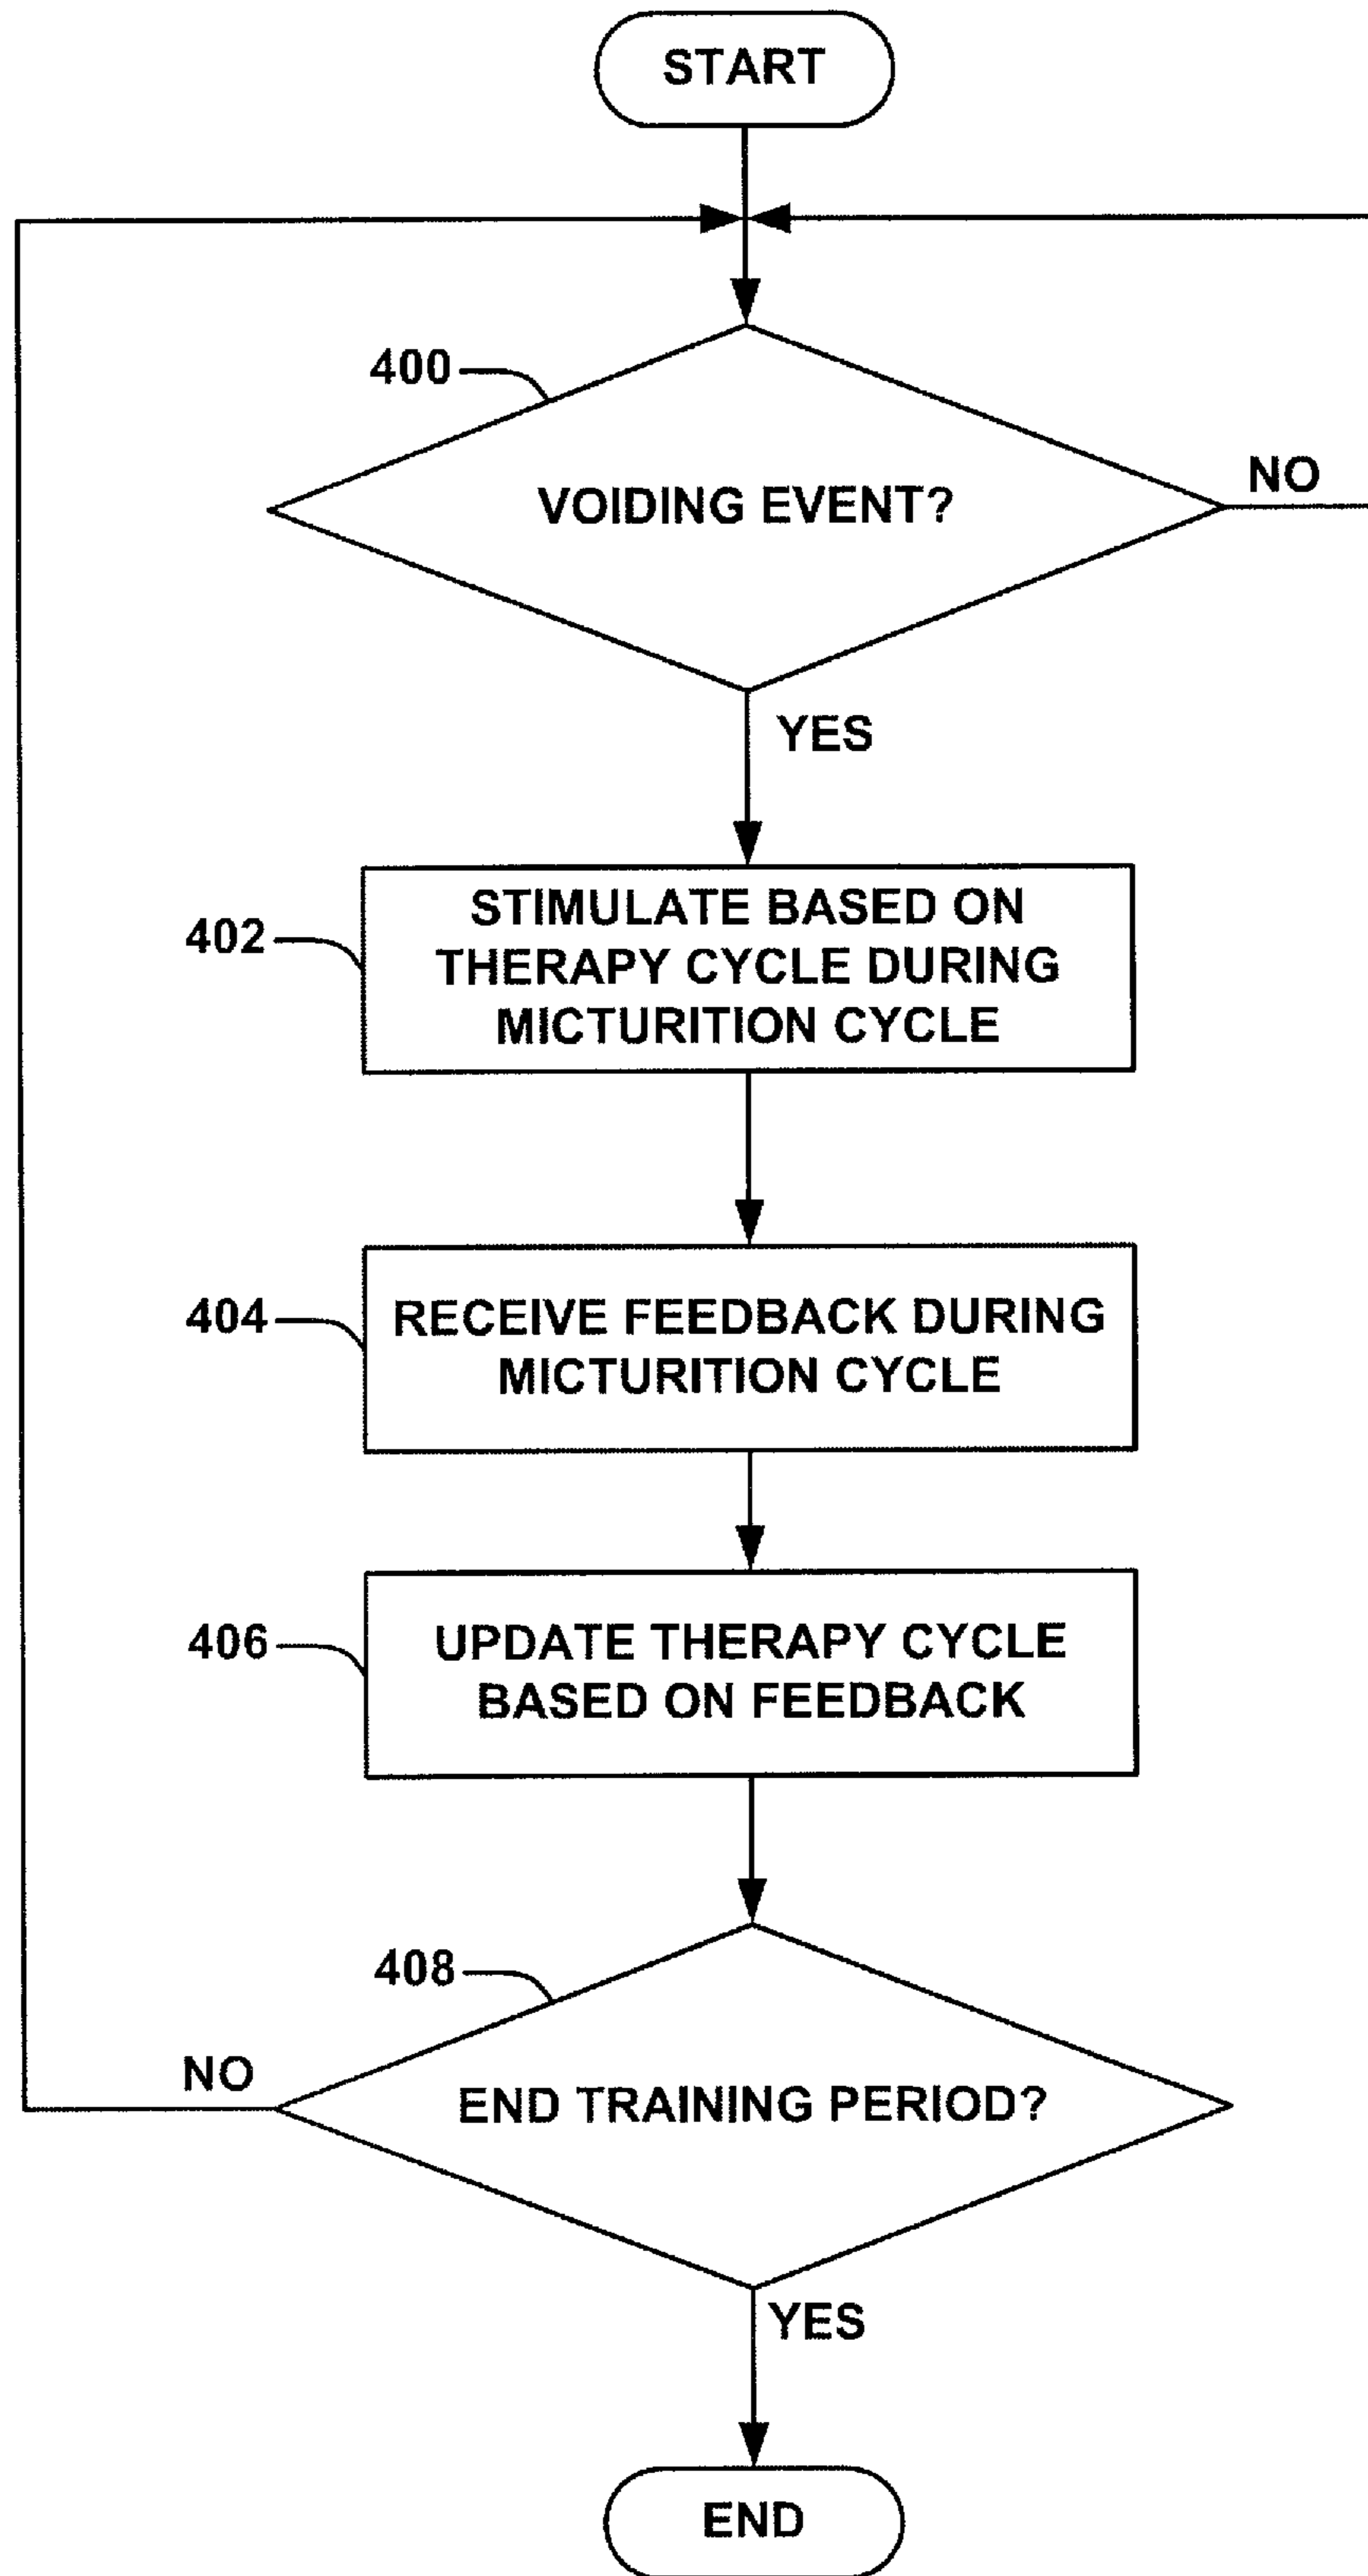 START
400
VOIDING EVENT?
NO
YES
402
STIMULATE BASED ON
THERAPY CYCLE DURING
MICTURITION CYCLE
404
RECEIVE FEEDBACK DURING
MICTURITION CYCLE
406
UPDATE THERAPY CYCLE
BASED ON FEEDBACK
408
NO
END TRAINING PERIOD?
YES
END